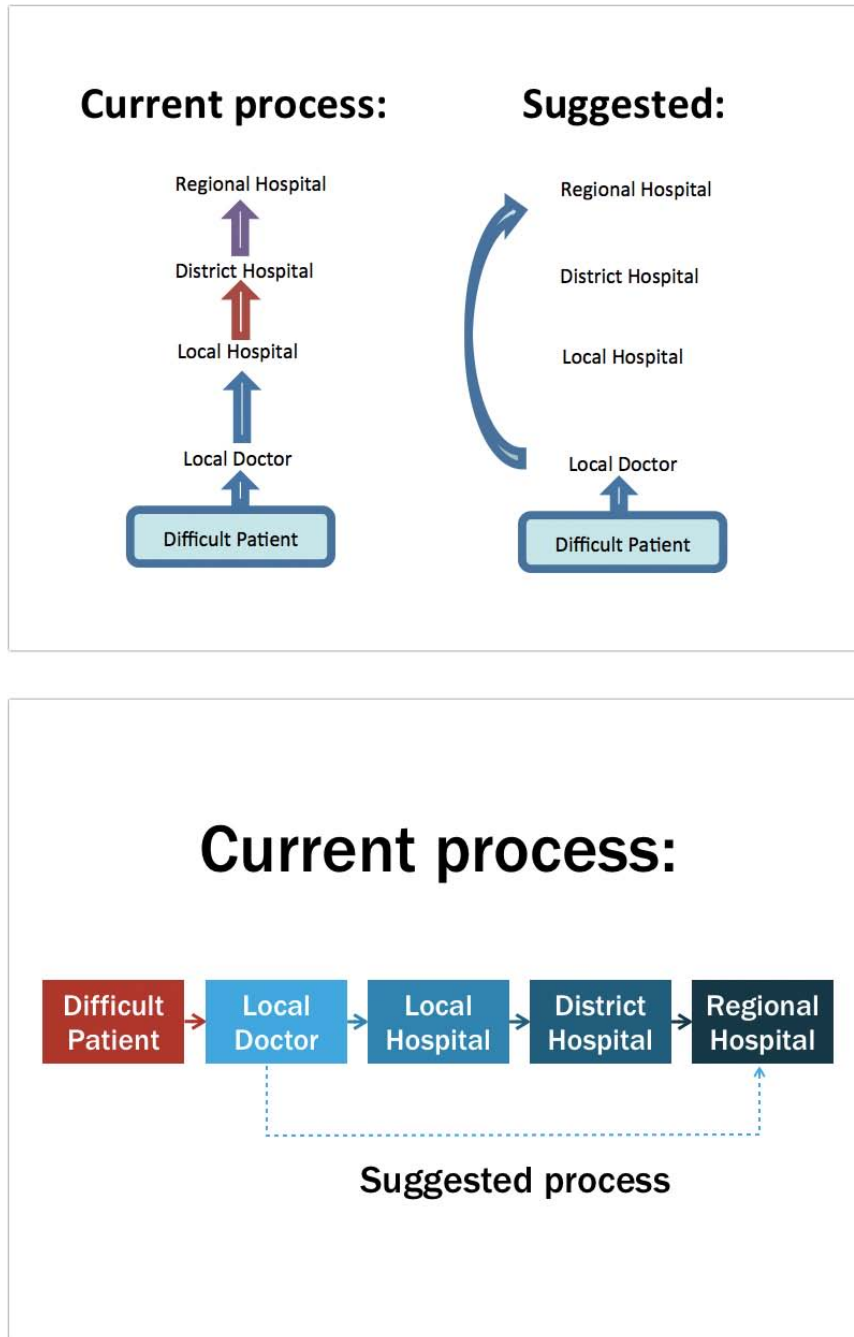 Current process:
Regional Hospital
District Hospital
Local Hospital
Local Doctor
Difficult Patient
Suggested:
Regional Hospital
District Hospital
Local Hospital
Local Doctor
Difficult Patient
Current process:
Difficult
Patient
Local
Doctor
Local
Hospital
District
Hospital
Regional
Hospital
Suggested process